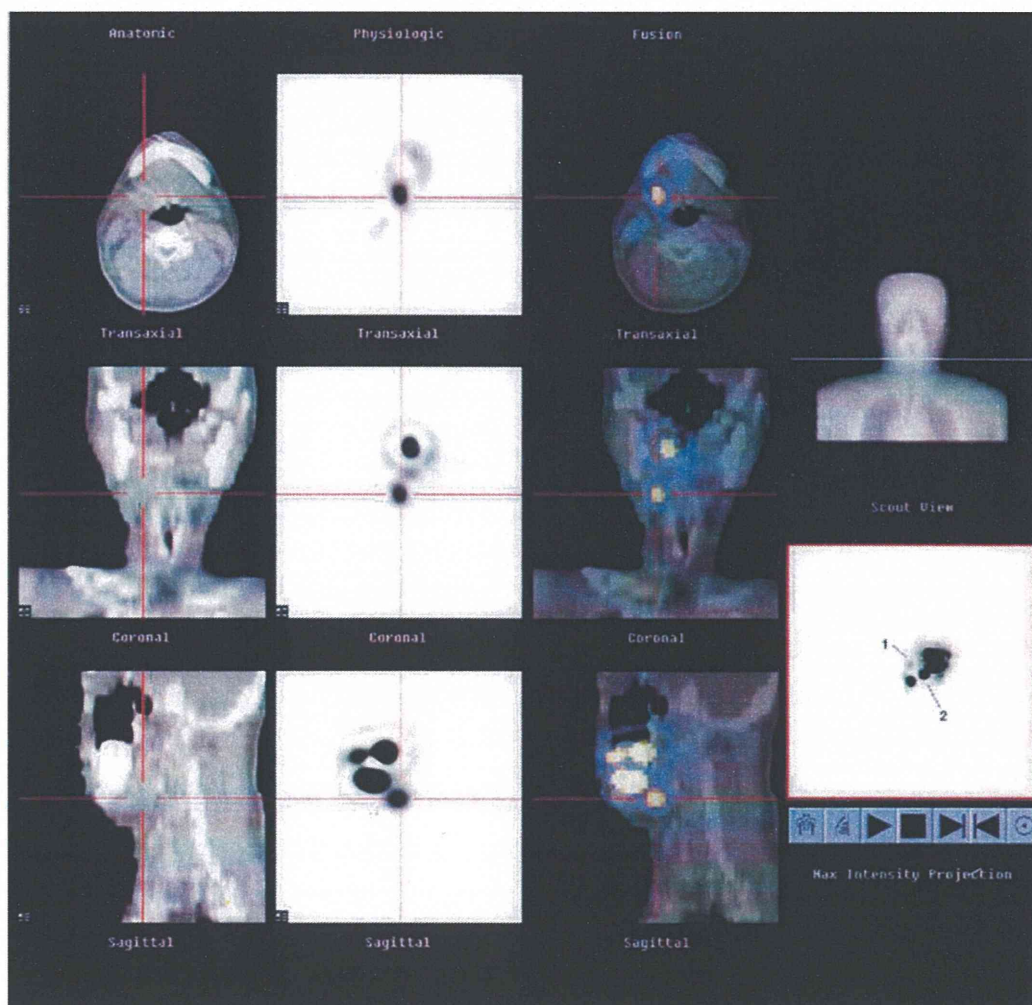 Anatomic Physiologic Fusion
Transaxial Transaxial Transaxial
Scout View
Coronal Coronal Coronal
1
2
Max Intensity Projection
Sagittal Sagittal Sagittal